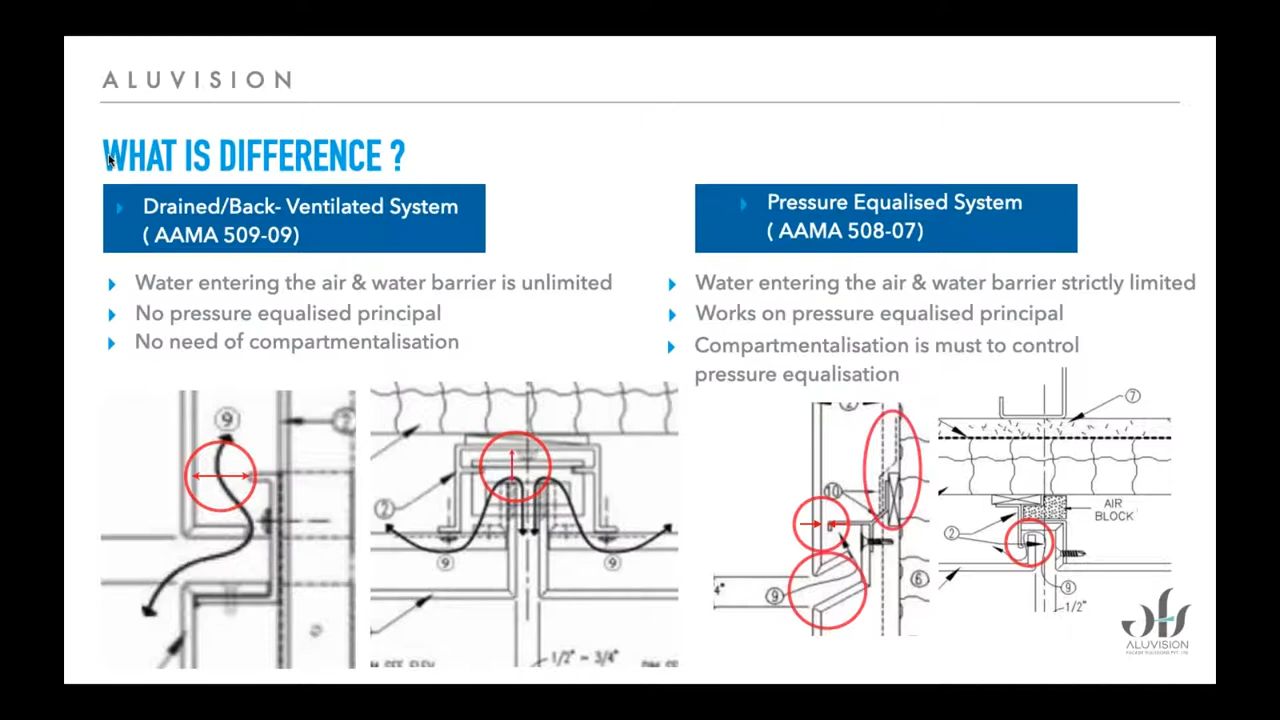 ALUVISION
WHAT IS DIFFERENCE ?
Drained/Back- Ventilated System
( AAMA 509-09)
Water entering the air & water barrier is unlimited
No pressure equalised principal
No need of compartmentalisation
Pressure Equalised System
( AAMA 508-07)
Water entering the air & water barrier strictly limited
Works on pressure equalised principal
Compartmentalisation is must to control
pressure equalisation
9
2
2
9
9
1/2" – 3/4"
2
10
9
4"
6
7
AIR
BLOCK
2
9
1/2"
ALUVISION